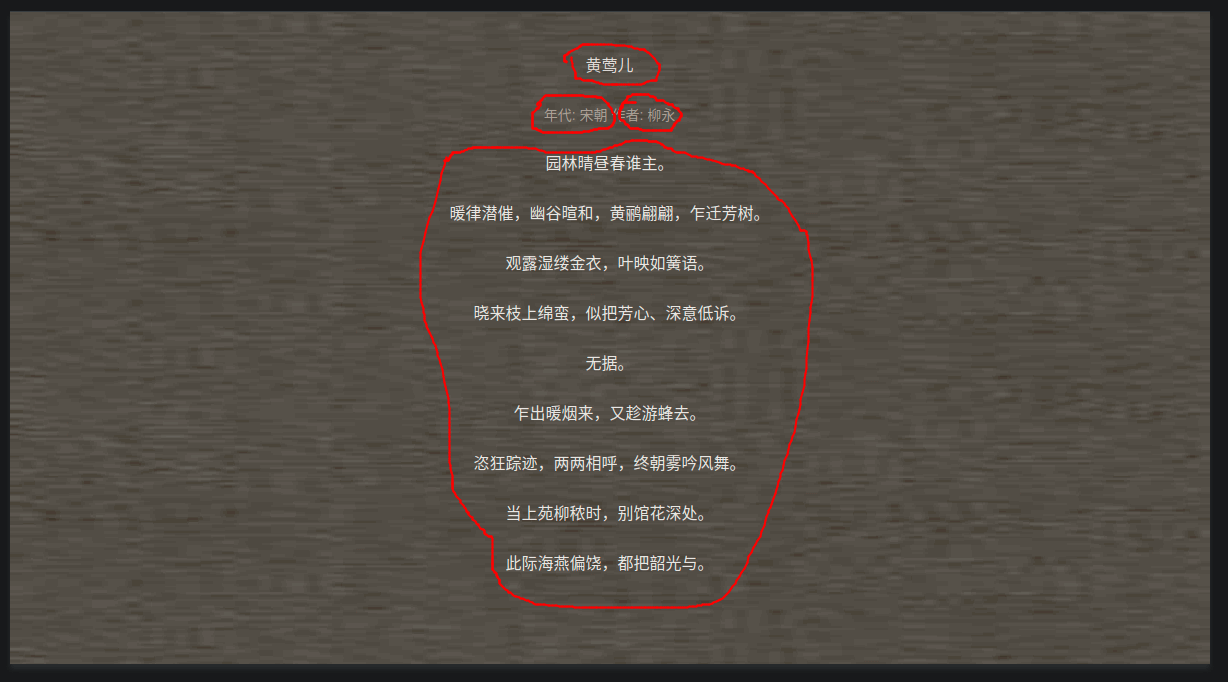 黄莺儿
年代: 宋朝 作者: 柳永
园林晴昼春谁主。
暖律潜催，幽谷暄和，黄鹂翩翩，乍迁芳树。
观露湿缕金衣，叶映如簧语。
晓来枝上绵蛮，似把芳心、深意低诉。
无据。
乍出暖烟来，又趁游蜂去。
恣狂踪迹，两两相呼，终朝雾吟风舞。
当上苑柳秾时，别馆花深处。
此际海燕偏饶，都把韶光与。